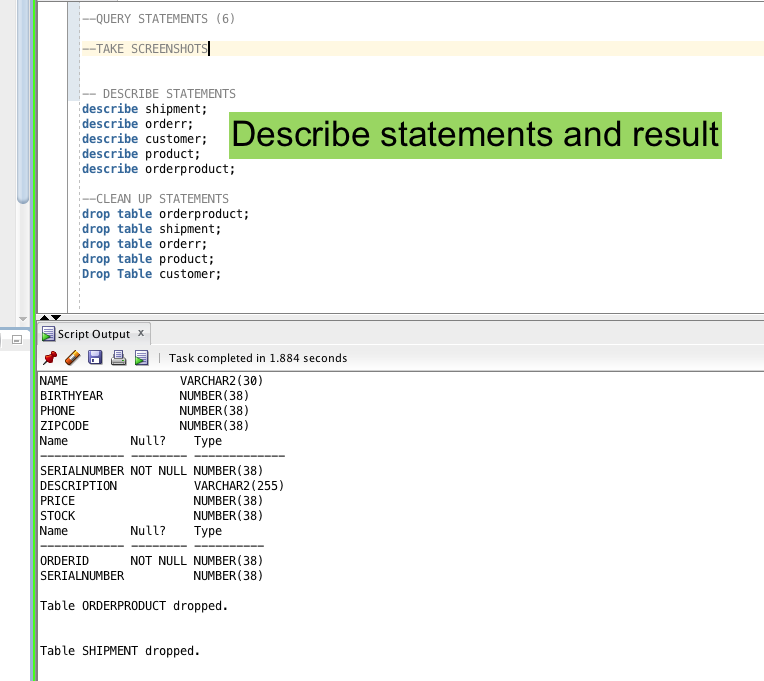 --QUERY STATEMENTS (6)
--TAKE SCREENSHOTS
-- DESCRIBE STATEMENTS
describe shipment;
describe orderr;
describe customer;
describe product;
describe orderproduct;
Describe statements and result
--CLEAN UP STATEMENTS
drop table orderproduct;
drop table shipment;
drop table orderr;
drop table product;
Drop Table customer;
Script Output x
Task completed in 1.884 seconds
NAME                VARCHAR2(30)
BIRTHYEAR           NUMBER(38)
PHONE               NUMBER(38)
ZIPCODE             NUMBER(38)
Name         Null?    Type
------------ -------- -------------
SERIALNUMBER NOT NULL NUMBER(38)
DESCRIPTION           VARCHAR2(255)
PRICE                 NUMBER(38)
STOCK                 NUMBER(38)
Name         Null?    Type
------------ -------- ----------
ORDERID      NOT NULL NUMBER(38)
SERIALNUMBER          NUMBER(38)
Table ORDERPRODUCT dropped.
Table SHIPMENT dropped.